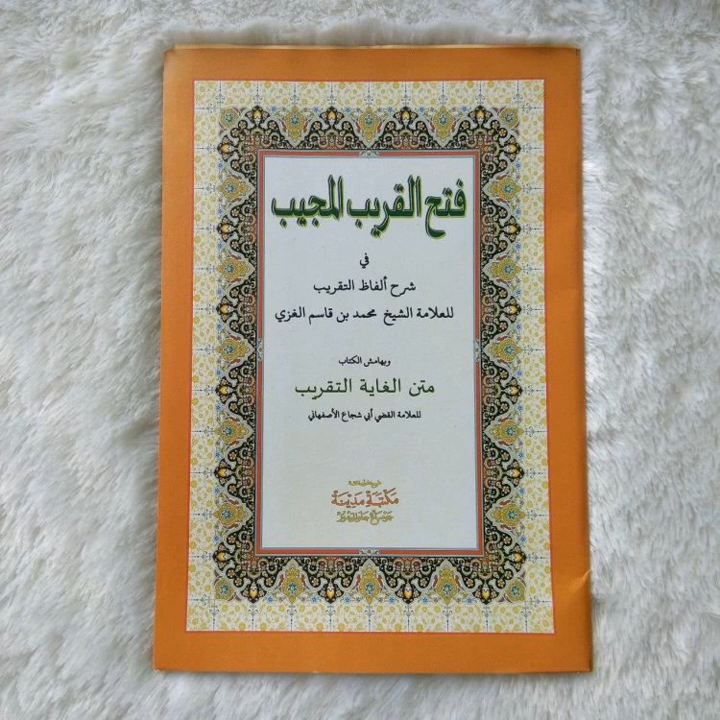 فتح القريب المجيب
في
شرح ألفاظ التقريب
للعلامة الشيخ محمد بن قاسم الغزي
وبهامش الكتاب
متن الغاية التقريب
للعلامة القضي أبي شجاع الأصفهاني
مكتبة مدينة